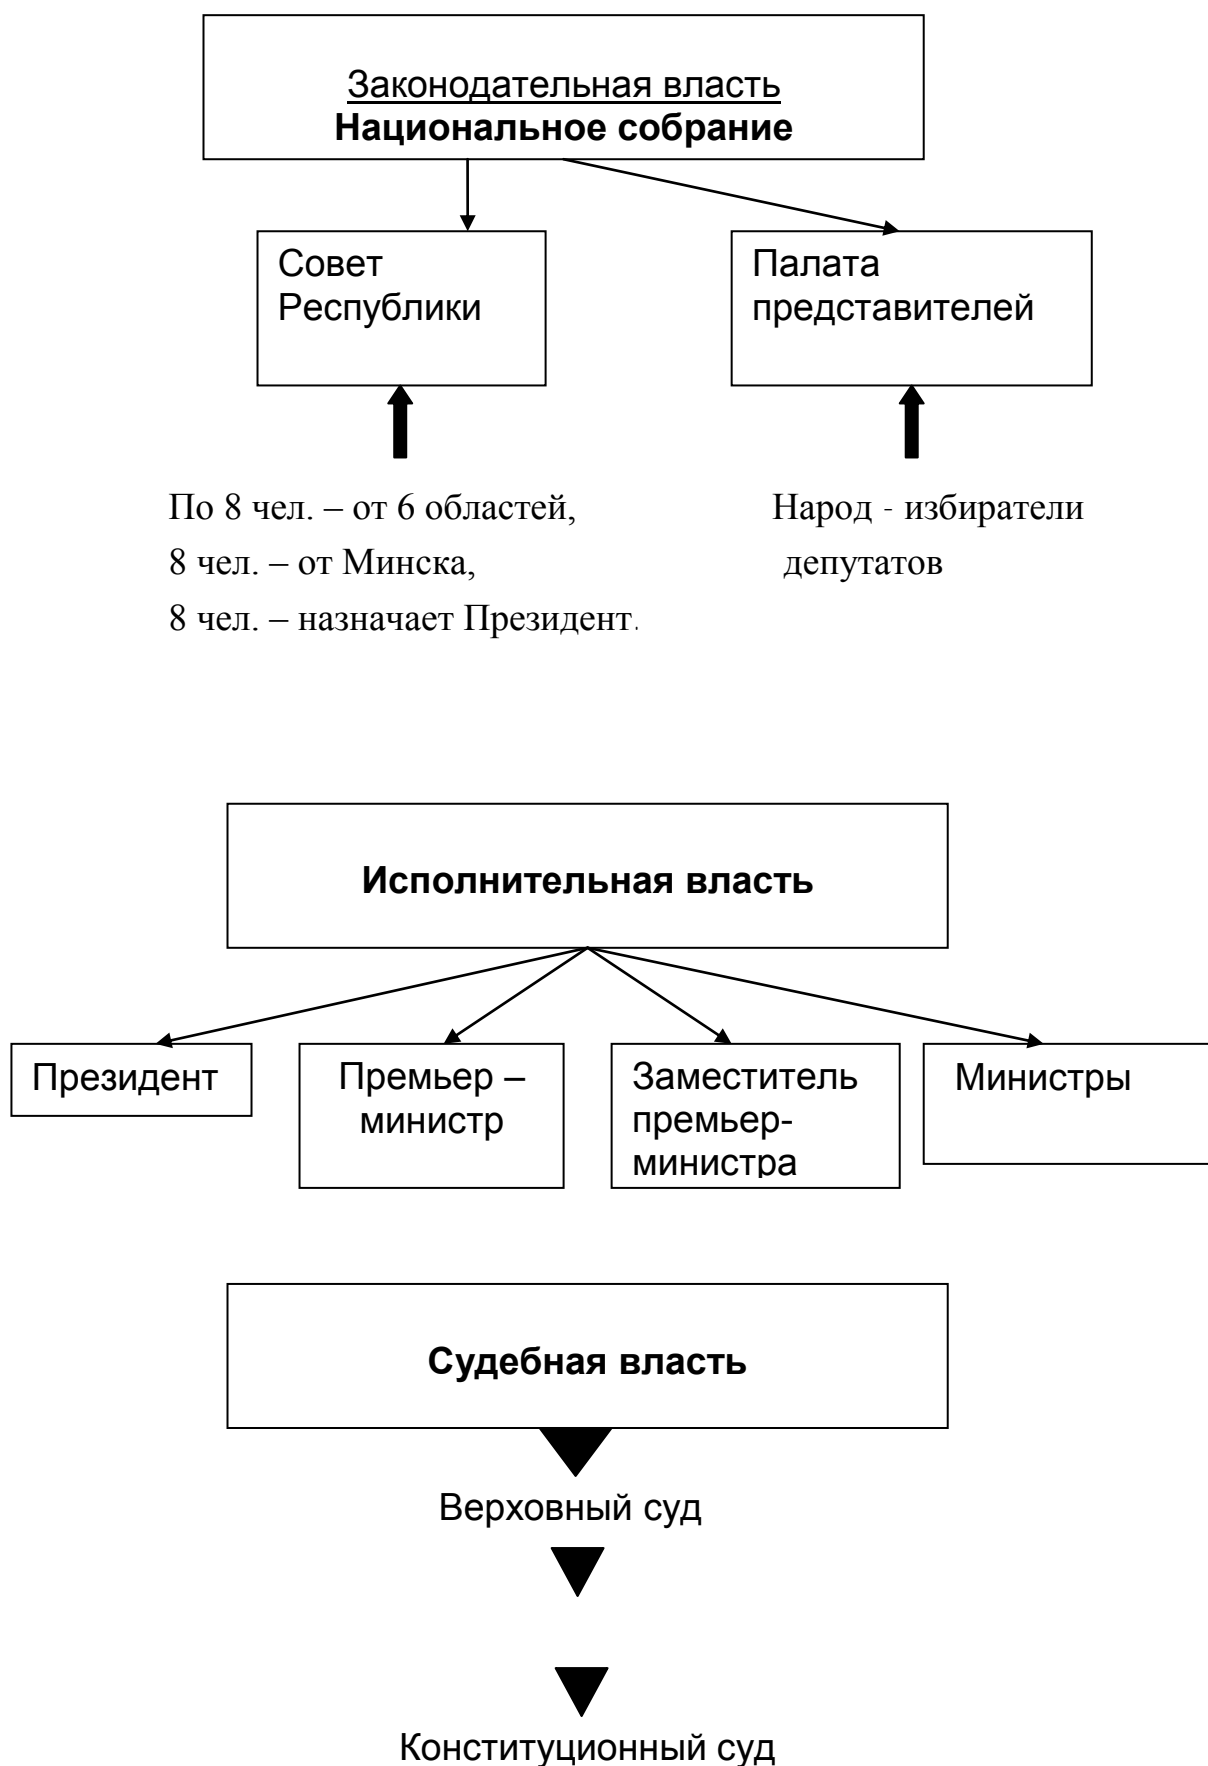 Законодательная власть
Национальное собрание
Совет
Республики
Палата
представителей
По 8 чел. – от 6 областей,
8 чел. – от Минска,
8 чел. – назначает Президент.
Народ - избиратели
депутатов
Исполнительная власть
Президент
Премьер –
министр
Заместитель
премьер-
министра
Министры
Судебная власть
Верховный суд
Конституционный суд